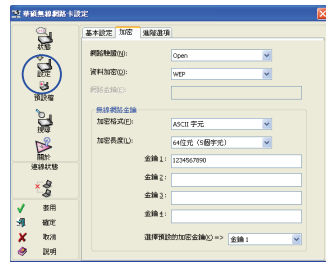 華碩無線網路卡設定
狀態
設定
預設檔
搜尋
關於
連線狀態
套用
確定
取消
說明
基本設定 加密 進階選項
網路驗證(N): Open
資料加密(D): WEP
網路金鑰(E):
無線網路金鑰
加密格式(F): ASCII 字元
加密長度(L): 64位元 (5個字元)
金鑰 1: 1234567890
金鑰 2:
金鑰 3:
金鑰 4:
選擇預設的加密金鑰(K) => 金鑰 1